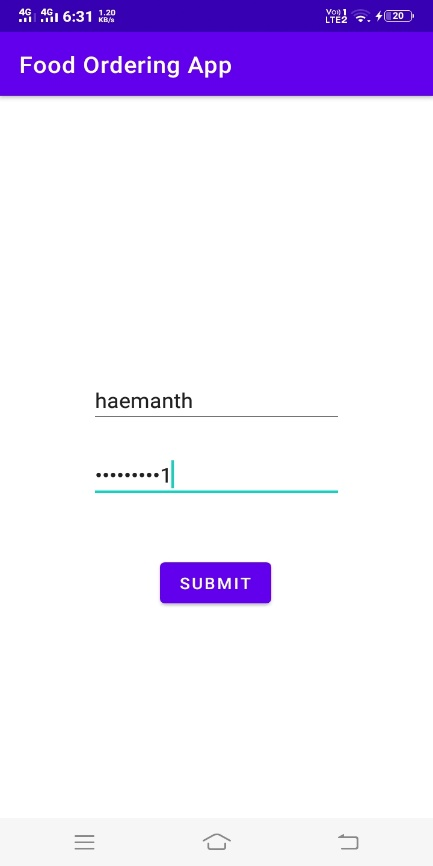 4G 4G 6:31 1.20 KB/s Vo)) 1 LTE2 20
Food Ordering App
haemanth
•••••••••1
SUBMIT